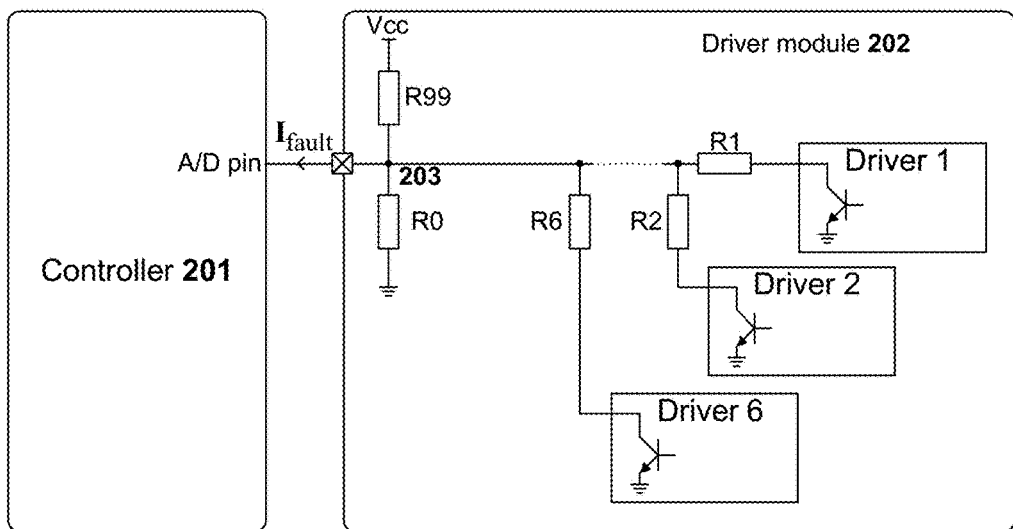 Vcc
Driver module 202
R99
I fault
A/D pin
203
R1
Driver 1
R0
R6
R2
Controller 201
Driver 2
Driver 6